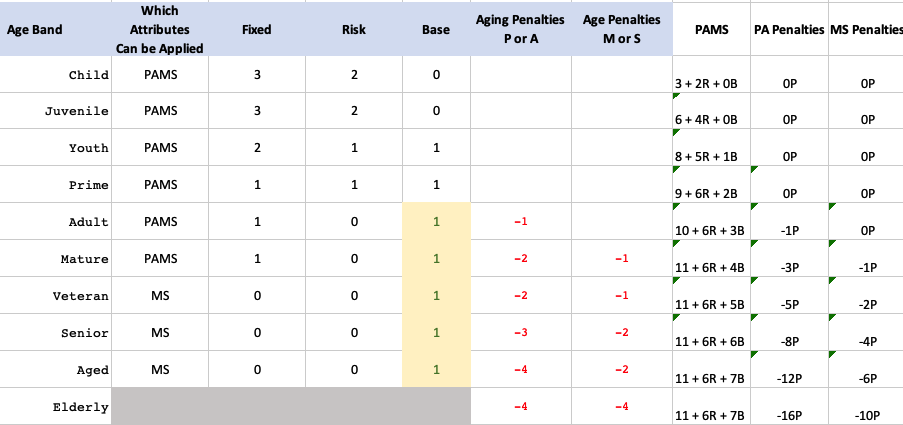 Age Band Which Attributes Can be Applied Fixed Risk Base Aging Penalties P or A Age Penalties M or S PAMS PA Penalties MS Penalties
Child PAMS 3 2 0 3 + 2R + 0B 0P 0P
Juvenile PAMS 3 2 0 6 + 4R + 0B 0P 0P
Youth PAMS 2 1 1 8 + 5R + 1B 0P 0P
Prime PAMS 1 1 1 9 + 6R + 2B 0P 0P
Adult PAMS 1 0 1 -1 10 + 6R + 3B -1P 0P
Mature PAMS 1 0 1 -2 -1 11 + 6R + 4B -3P -1P
Veteran MS 0 0 1 -2 -1 11 + 6R + 5B -5P -2P
Senior MS 0 0 1 -3 -2 11 + 6R + 6B -8P -4P
Aged MS 0 0 1 -4 -2 11 + 6R + 7B -12P -6P
Elderly -4 -4 11 + 6R + 7B -16P -10P